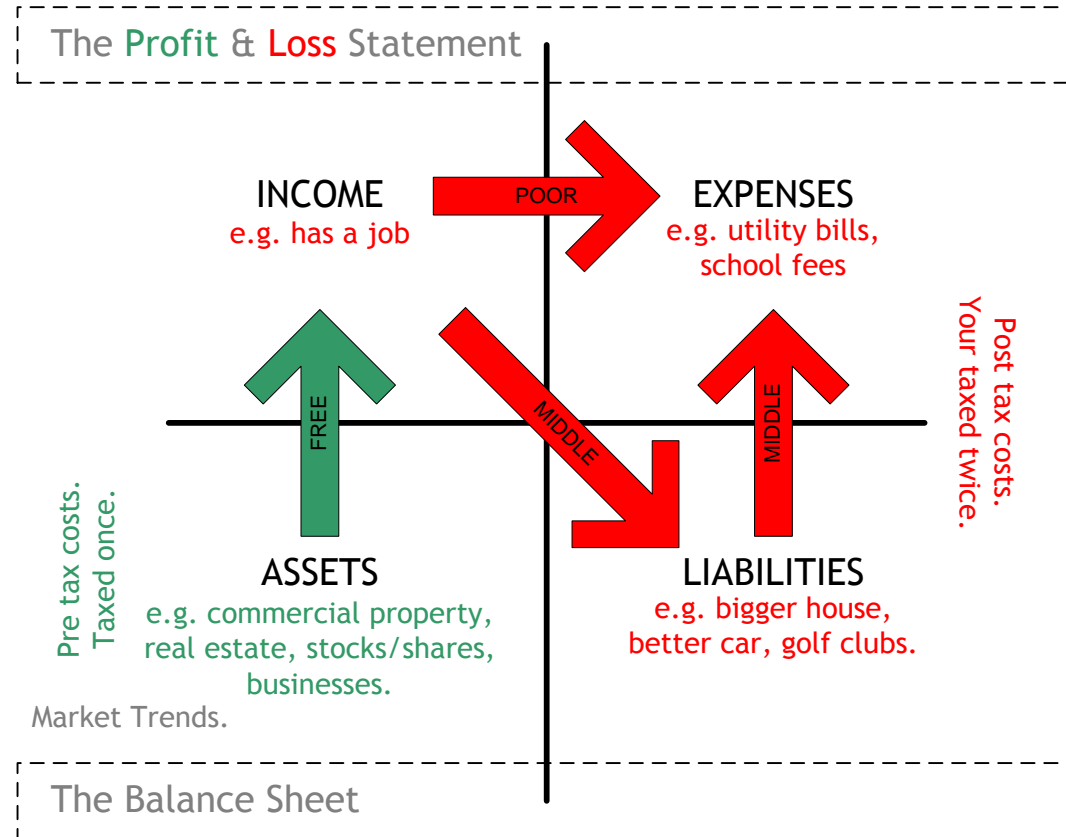 The Profit & Loss Statement
INCOME
e.g. has a job
POOR
EXPENSES
e.g. utility bills,
school fees
FREE
MIDDLE
MIDDLE
Post tax costs.
Your taxed twice.
Pre tax costs.
Taxed once.
ASSETS
e.g. commercial property,
real estate, stocks/shares,
businesses.
LIABILITIES
e.g. bigger house,
better car, golf clubs.
Market Trends.
The Balance Sheet